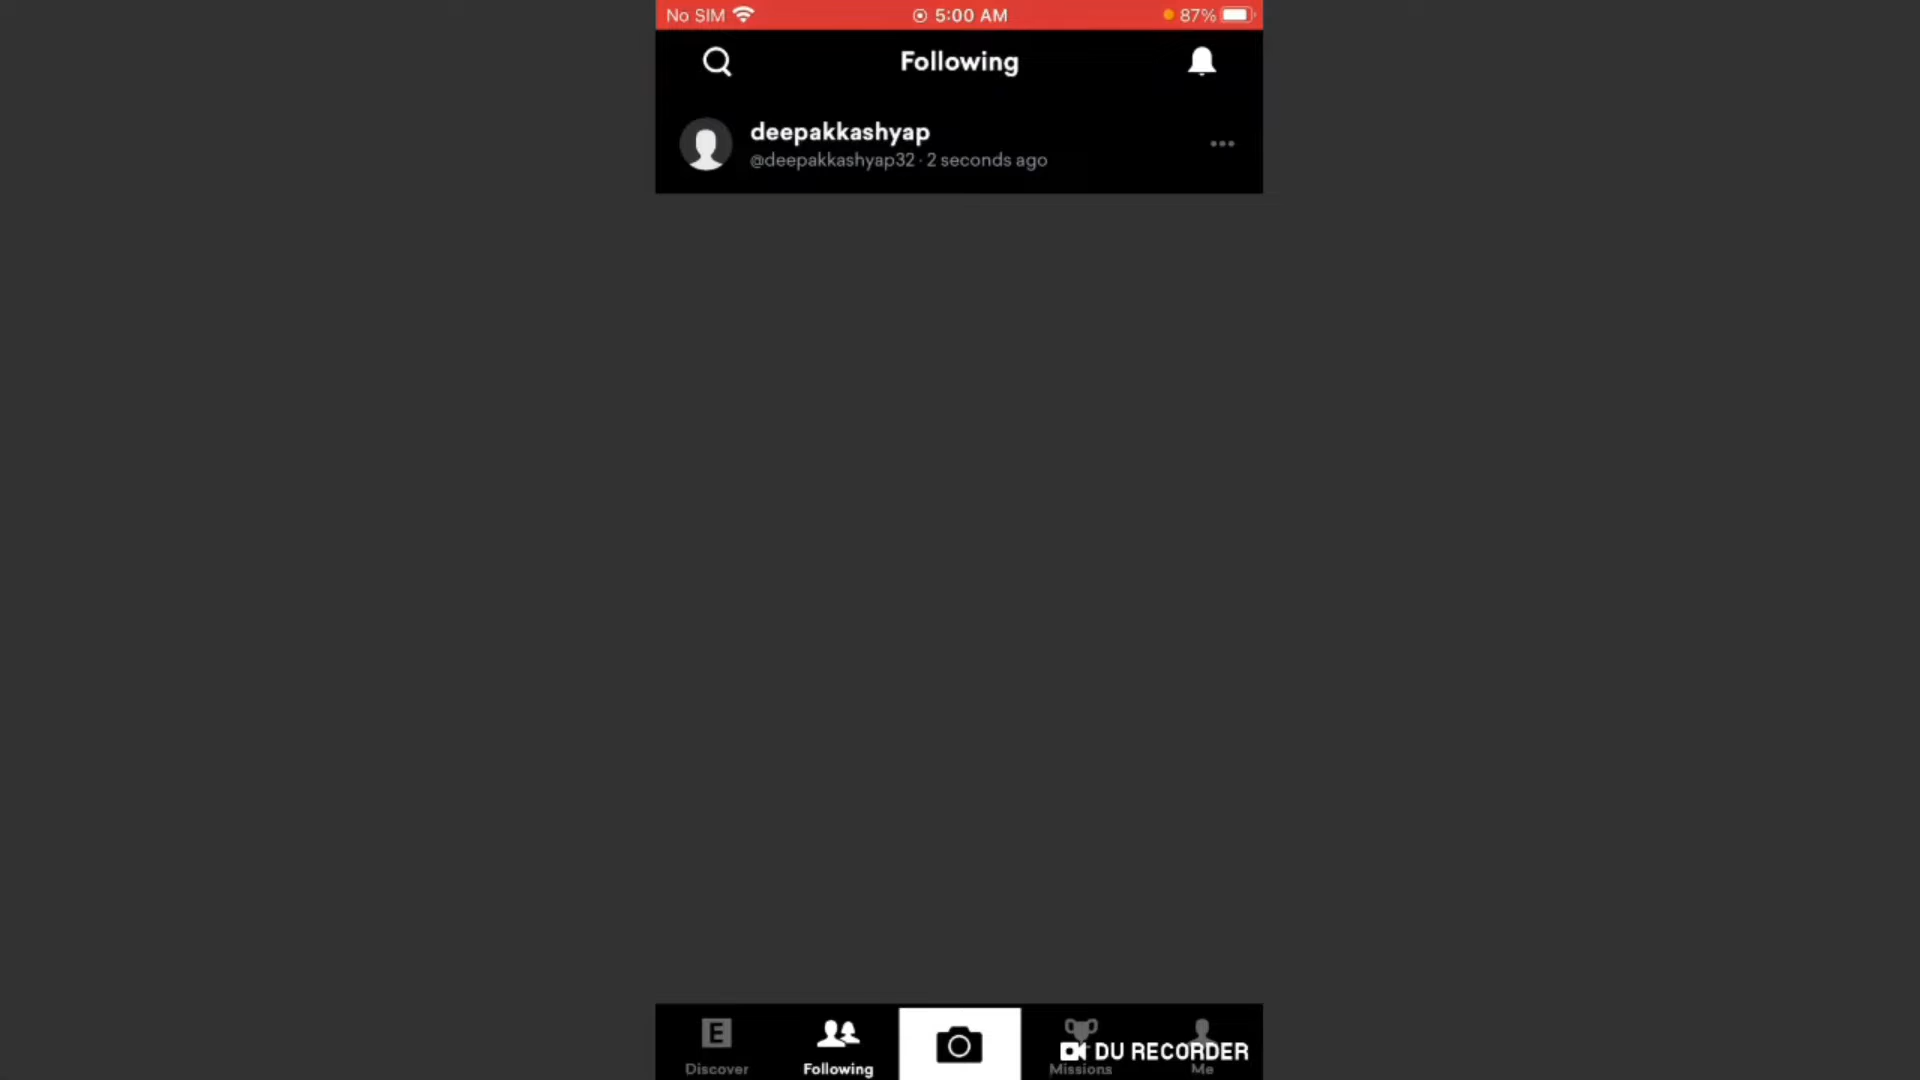 No SIM
5:00 AM
87%
Following
deepakkashyap
@deepakkashyap32 · 2 seconds ago
E
Discover
Following
Missions
Me
DU RECORDER